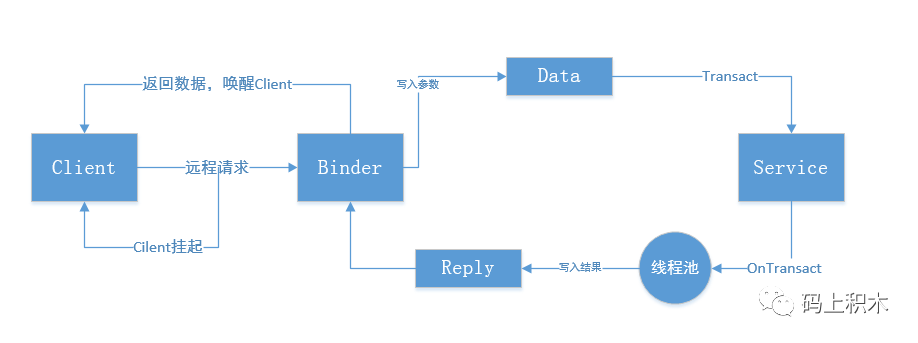 Data
Transact
返回数据，唤醒Client
写入参数
Client
远程请求
Binder
Service
Cilent挂起
Reply
写入结果
线程池
OnTransact
码上积木